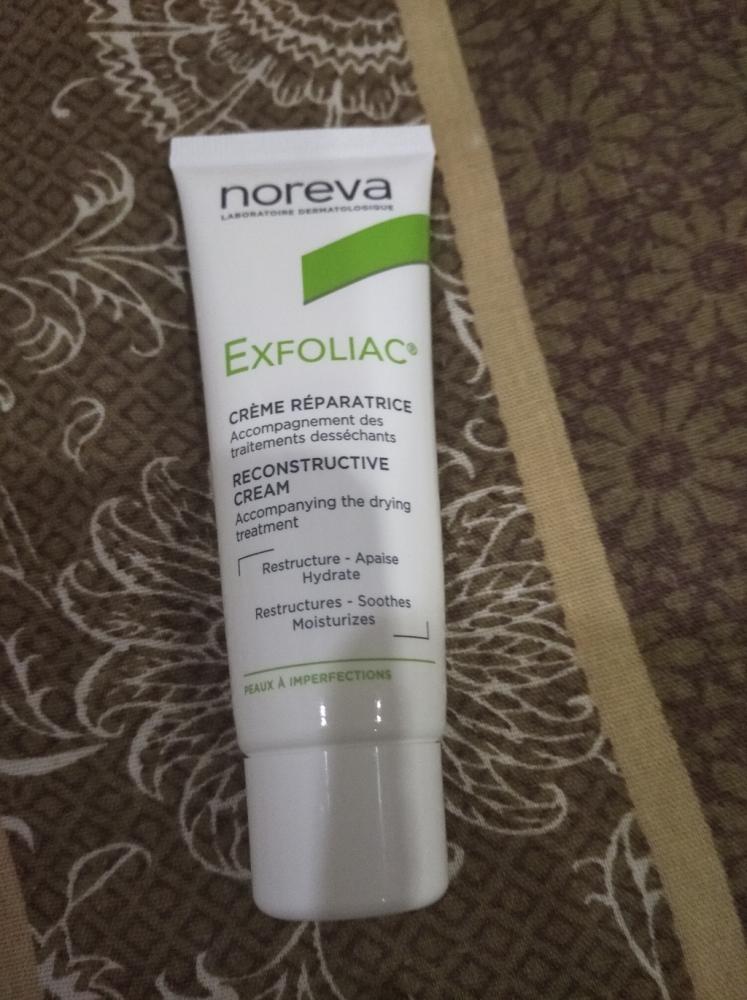 noreva
LABORATOIRE DERMATOLOGIQUE
EXFOLIAC®
CRÈME RÉPARATRICE
Accompagnement des
traitements desséchants
RECONSTRUCTIVE
CREAM
Accompanying the drying
treatment
Restructure - Apaise
Hydrate
Restructures - Soothes
Moisturizes
PEAUX À IMPERFECTIONS